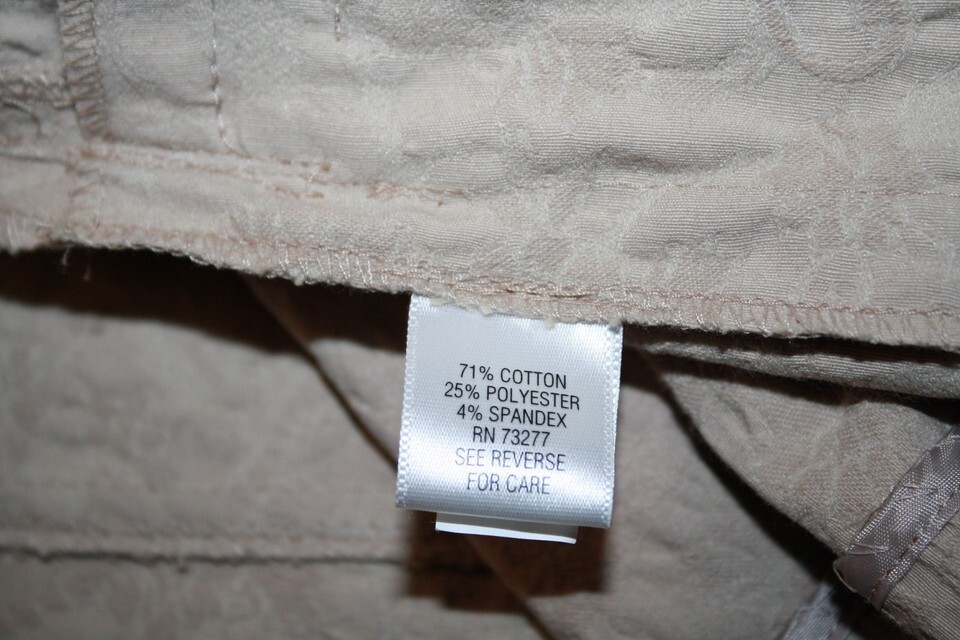 71% COTTON
25% POLYESTER
4% SPANDEX
RN 73277
SEE REVERSE
FOR CARE